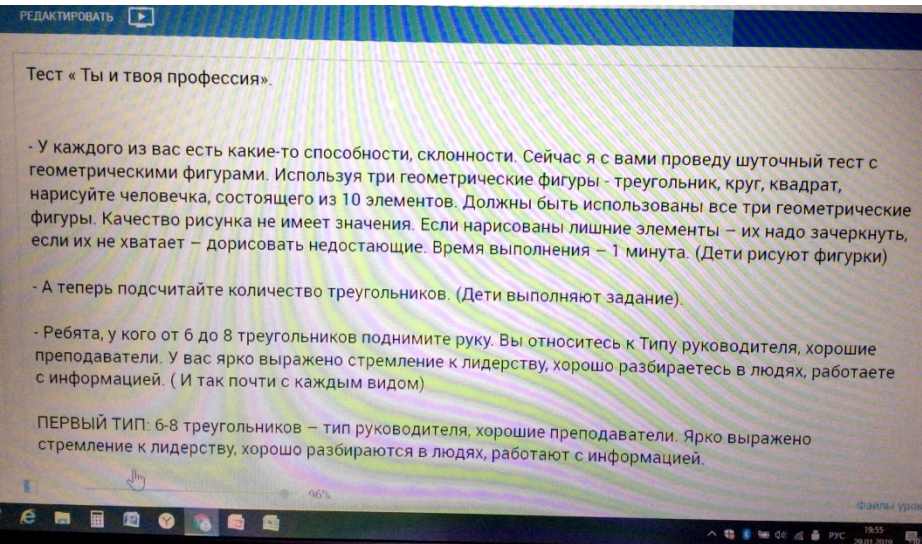 РЕДАКТИРОВАТЬ
Тест « Ты и твоя профессия».
- У каждого из вас есть какие-то способности, склонности. Сейчас я с вами проведу шуточный тест с
геометрическими фигурами. Используя три геометрические фигуры - треугольник, круг, квадрат,
нарисуйте человечка, состоящего из 10 элементов. Должны быть использованы все три геометрические
фигуры. Качество рисунка не имеет значения. Если нарисованы лишние элементы – их надо зачеркнуть,
если их не хватает – дорисовать недостающие. Время выполнения – 1 минута. (Дети рисуют фигурки)
- А теперь подсчитайте количество треугольников. (Дети выполняют задание).
- Ребята, у кого от 6 до 8 треугольников поднимите руку. Вы относитесь к Типу руководителя, хорошие
преподаватели. У вас ярко выражено стремление к лидерству, хорошо разбираетесь в людях, работаете
с информацией. ( И так почти с каждым видом)
ПЕРВЫЙ ТИП: 6-8 треугольников – тип руководителя, хорошие преподаватели. Ярко выражено
стремление к лидерству, хорошо разбираются в людях, работают с информацией.
96%
Файлы урок
РУС
19:55
29.01.2019